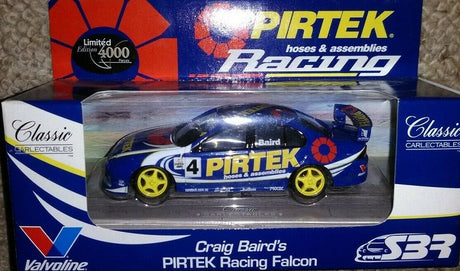 Limited
Edition 4000
Pieces
PIRTEK
hoses & assemblies
Racing
Classic
CARLECTABLES
Baird
4
PIRTEK
hoses & assemblies
Classic
CARLECTABLES
Valvoline
Craig Baird's
PIRTEK Racing Falcon
SBR